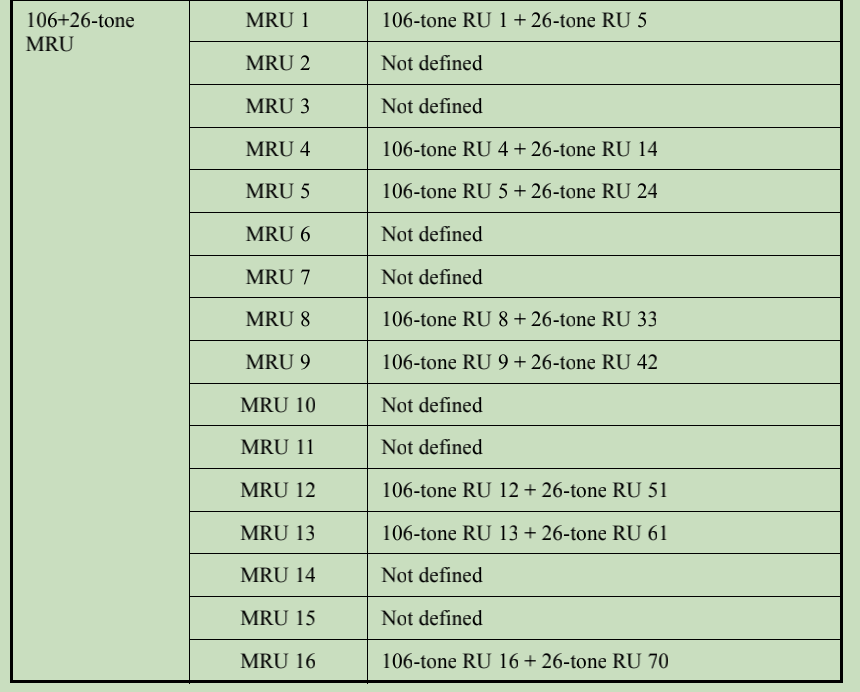 106+26-tone
MRU
MRU 1 106-tone RU 1 + 26-tone RU 5
MRU 2 Not defined
MRU 3 Not defined
MRU 4 106-tone RU 4 + 26-tone RU 14
MRU 5 106-tone RU 5 + 26-tone RU 24
MRU 6 Not defined
MRU 7 Not defined
MRU 8 106-tone RU 8 + 26-tone RU 33
MRU 9 106-tone RU 9 + 26-tone RU 42
MRU 10 Not defined
MRU 11 Not defined
MRU 12 106-tone RU 12 + 26-tone RU 51
MRU 13 106-tone RU 13 + 26-tone RU 61
MRU 14 Not defined
MRU 15 Not defined
MRU 16 106-tone RU 16 + 26-tone RU 70